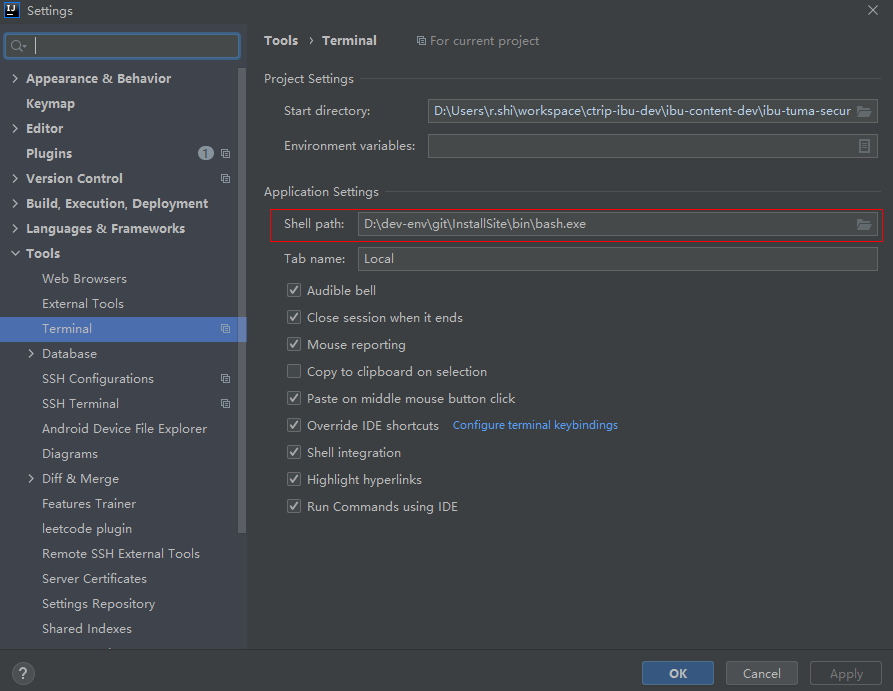 IJ
Settings
Appearance & Behavior
Keymap
Editor
Plugins
1
Version Control
Build, Execution, Deployment
Languages & Frameworks
Tools
Web Browsers
External Tools
Terminal
Database
SSH Configurations
SSH Terminal
Android Device File Explorer
Diagrams
Diff & Merge
Features Trainer
leetcode plugin
Remote SSH External Tools
Server Certificates
Settings Repository
Shared Indexes
Tools › Terminal
For current project
Project Settings
Start directory: D:\Users\r.shi\workspace\ctrip-ibu-dev\ibu-content-dev\ibu-tuma-secur
Environment variables:
Application Settings
Shell path: D:\dev-env\git\InstallSite\bin\bash.exe
Tab name: Local
Audible bell
Close session when it ends
Mouse reporting
Copy to clipboard on selection
Paste on middle mouse button click
Override IDE shortcuts Configure terminal keybindings
Shell integration
Highlight hyperlinks
Run Commands using IDE
?
OK
Cancel
Apply